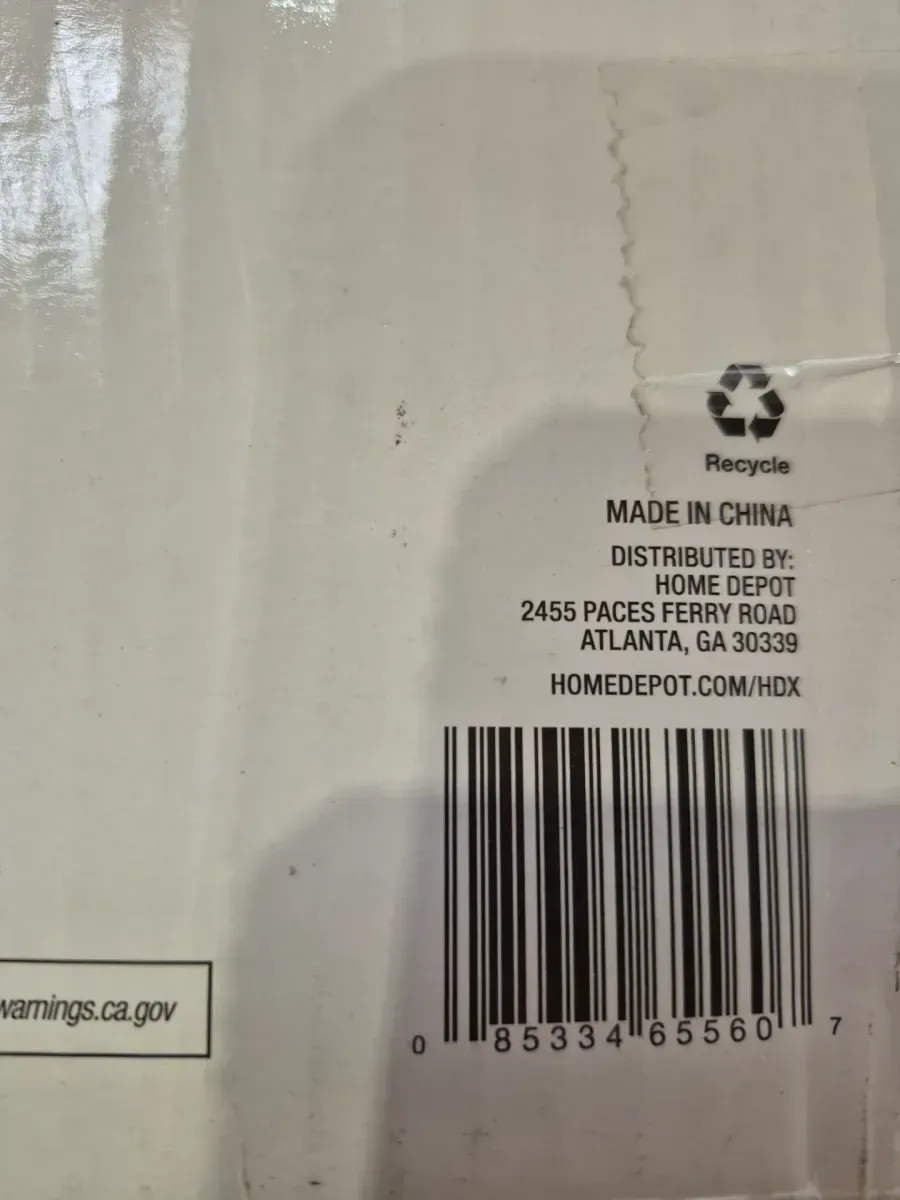 Recycle
MADE IN CHINA
DISTRIBUTED BY:
HOME DEPOT
2455 PACES FERRY ROAD
ATLANTA, GA 30339
HOMEDEPOT.COM/HDX
warnings.ca.gov
0 85334 65560 7